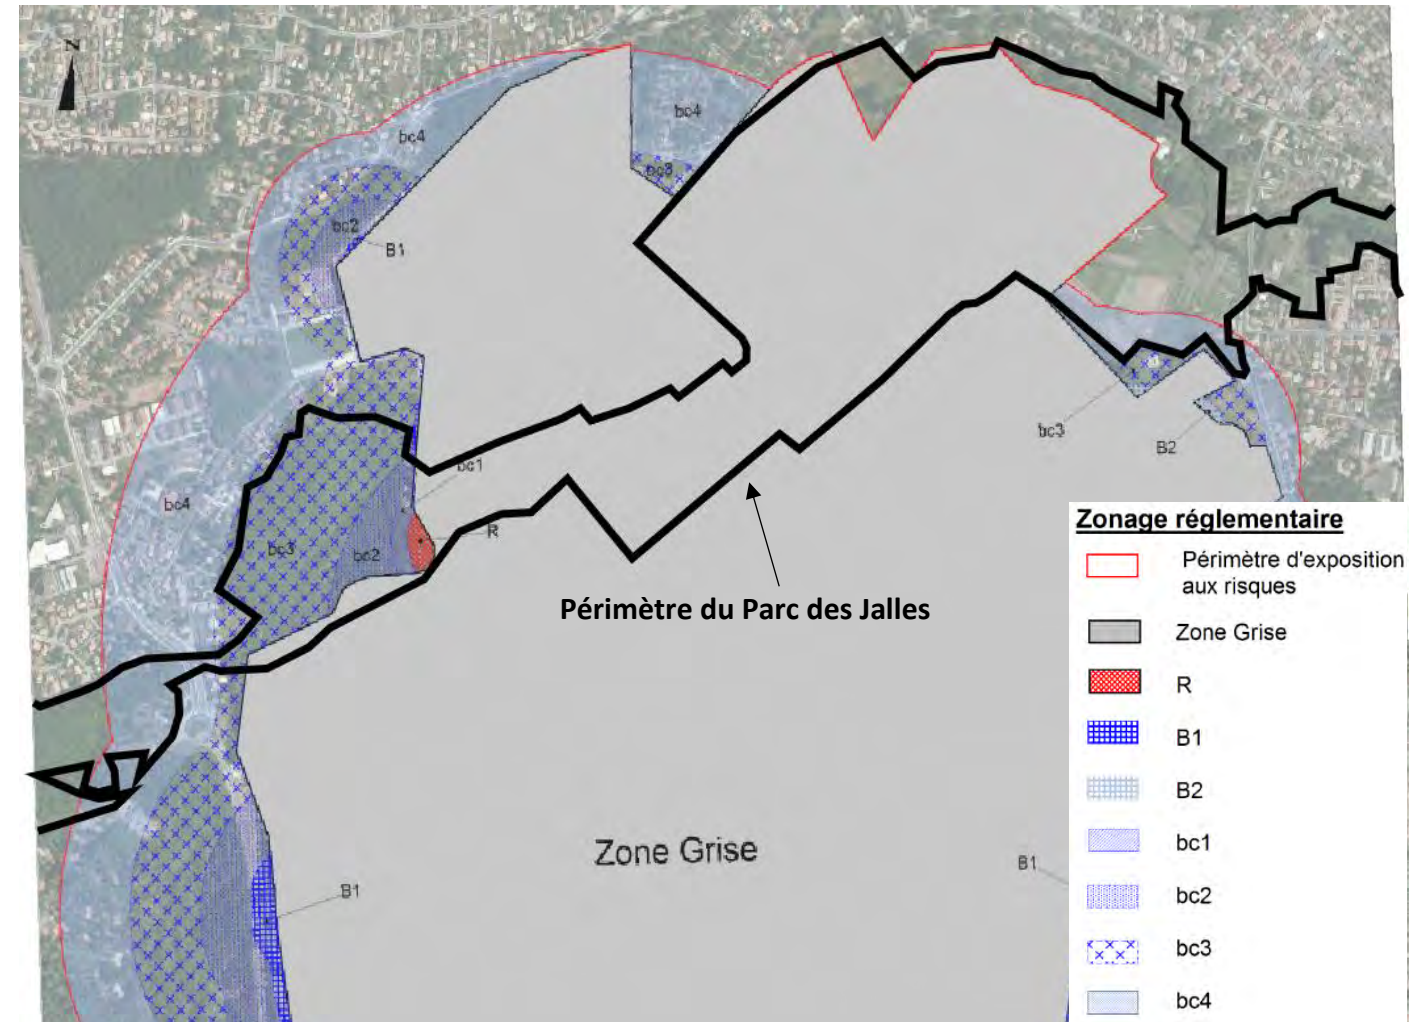 N
bc4
bc4
bc3
bc2
B1
bc3
B2
bc1
bc4
R
bc3
bc2
Périmètre du Parc des Jalles
Zone Grise
B1
B1
Zonage réglementaire
Périmètre d'exposition
aux risques
Zone Grise
R
B1
B2
bc1
bc2
bc3
bc4